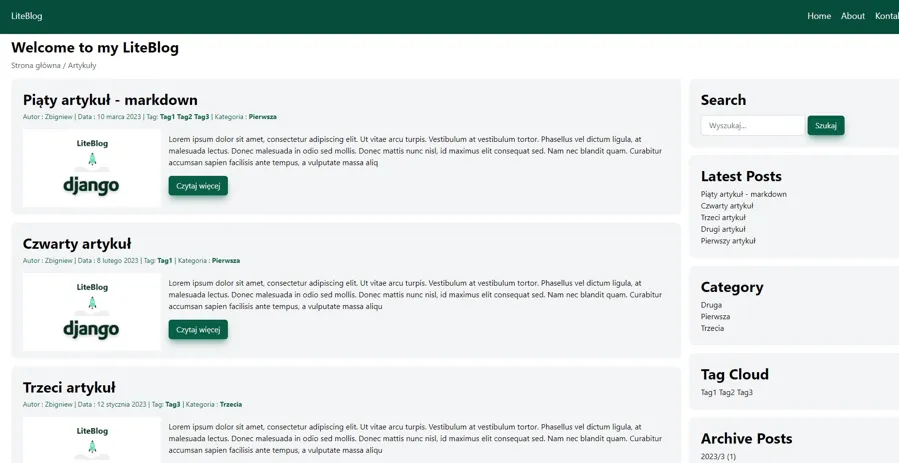 LiteBlog
Home About
Welcome to my LiteBlog
Strona główna / Artykuły
Piąty artykuł - markdown
Autor : Zbigniew | Data : 10 marca 2023 | Tag: Tag1 Tag2 Tag3 | Kategoria : Pierwsza
LiteBlog
django
Lorem ipsum dolor sit amet, consectetur adipiscing elit. Ut vitae arcu turpis. Vestibulum at vestibulum tortor. Phasellus vel dictum ligula, at
malesuada lectus. Donec malesuada in odio sed mollis. Donec mattis nunc nisl, id maximus elit consequat sed. Nam nec blandit quam. Curabitur
accumsan sapien facilisis ante tempus, a vulputate massa aliq
Czytaj więcej
Czwarty artykuł
Autor : Zbigniew | Data : 8 lutego 2023 | Tag: Tag1 | Kategoria : Pierwsza
LiteBlog
django
Lorem ipsum dolor sit amet, consectetur adipiscing elit. Ut vitae arcu turpis. Vestibulum at vestibulum tortor. Phasellus vel dictum ligula, at
malesuada lectus. Donec malesuada in odio sed mollis. Donec mattis nunc nisl, id maximus elit consequat sed. Nam nec blandit quam. Curabitur
accumsan sapien facilisis ante tempus, a vulputate massa aliqu
Czytaj więcej
Trzeci artykuł
Autor : Zbigniew | Data : 12 stycznia 2023 | Tag: Tag3 | Kategoria : Trzecia
LiteBlog
Lorem ipsum dolor sit amet, consectetur adipiscing elit. Ut vitae arcu turpis. Vestibulum at vestibulum tortor. Phasellus vel dictum ligula, at
malesuada lectus. Donec malesuada in odio sed mollis. Donec mattis nunc nisl, id maximus elit consequat sed. Nam nec blandit quam. Curabitur
accumsan sapien facilisis ante tempus, a vulputate massa aliqu
Search
Wyszukaj...
Szukaj
Latest Posts
Piąty artykuł - markdown
Czwarty artykuł
Trzeci artykuł
Drugi artykuł
Pierwszy artykuł
Category
Druga
Pierwsza
Trzecia
Tag Cloud
Tag1 Tag2 Tag3
Archive Posts
2023/3 (1)